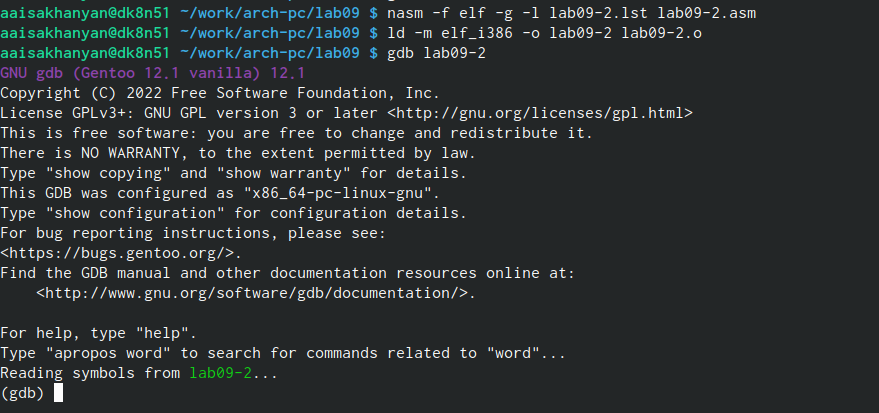 aaisakhanyan@dk8n51 ~/work/arch-pc/lab09 $ nasm -f elf -g -l lab09-2.lst lab09-2.asm
aaisakhanyan@dk8n51 ~/work/arch-pc/lab09 $ ld -m elf_i386 -o lab09-2 lab09-2.o
aaisakhanyan@dk8n51 ~/work/arch-pc/lab09 $ gdb lab09-2
GNU gdb (Gentoo 12.1 vanilla) 12.1
Copyright (C) 2022 Free Software Foundation, Inc.
License GPLv3+: GNU GPL version 3 or later <http://gnu.org/licenses/gpl.html>
This is free software: you are free to change and redistribute it.
There is NO WARRANTY, to the extent permitted by law.
Type "show copying" and "show warranty" for details.
This GDB was configured as "x86_64-pc-linux-gnu".
Type "show configuration" for configuration details.
For bug reporting instructions, please see:
<https://bugs.gentoo.org/>.
Find the GDB manual and other documentation resources online at:
    <http://www.gnu.org/software/gdb/documentation/>.

For help, type "help".
Type "apropos word" to search for commands related to "word"...
Reading symbols from lab09-2...
(gdb)